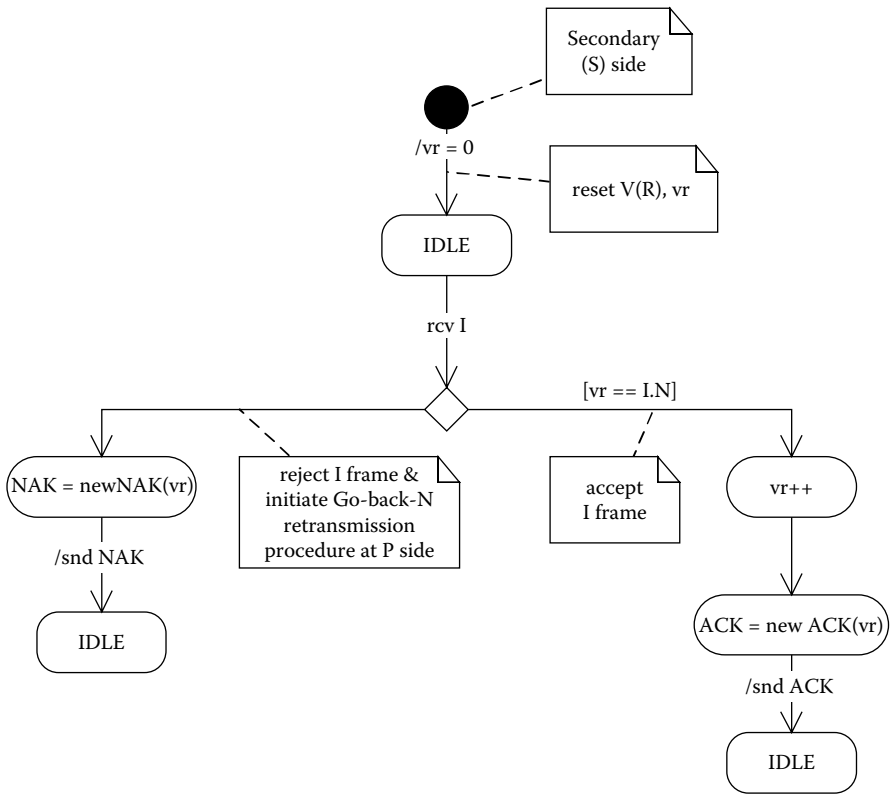 Secondary
(S) side
/vr = 0
reset V(R), vr
IDLE
rcv I
[vr == I.N]
NAK = newNAK(vr)
reject I frame &
initiate Go-back-N
retransmission
procedure at P side
accept
I frame
vr++
/snd NAK
IDLE
ACK = new ACK(vr)
/snd ACK
IDLE